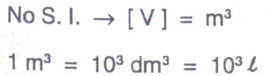 No S. I. → [ V ] = m³
1 m³ = 10³ dm³ = 10³ ℓ